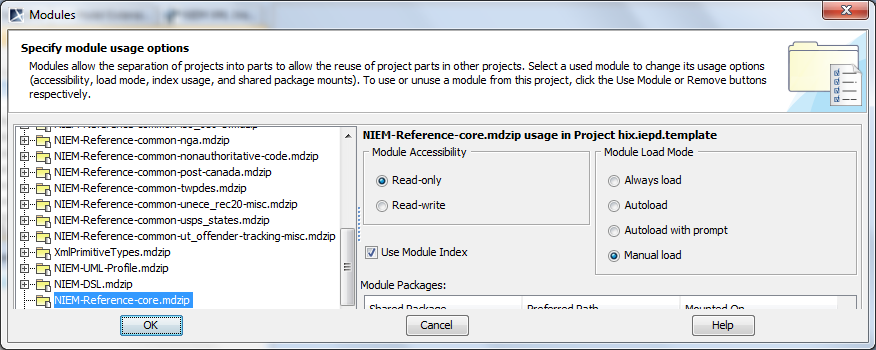 Modules
Specify module usage options
Modules allow the separation of projects into parts to allow the reuse of project parts in other projects. Select a used module to change its usage options
(accessibility, load mode, index usage, and shared package mounts). To use or unuse a module from this project, click the Use Module or Remove buttons
respectively.
NIEM-Reference-common-nga.mdzip
NIEM-Reference-common-nonauthoritative-code.mdzip
NIEM-Reference-common-post-canada.mdzip
NIEM-Reference-common-twpdes.mdzip
NIEM-Reference-common-unece_rec20-misc.mdzip
NIEM-Reference-common-usps_states.mdzip
NIEM-Reference-common-ut_offender-tracking-misc.mdzip
XmlPrimitiveTypes.mdzip
NIEM-UML-Profile.mdzip
NIEM-DSL.mdzip
NIEM-Reference-core.mdzip
NIEM-Reference-core.mdzip usage in Project hix.iepd.template
Module Accessibility
Read-only
Read-write
Module Load Mode
Always load
Autoload
Autoload with prompt
Manual load
Use Module Index
Module Packages:
Shared Package Preferred Path Mounted On
OK
Cancel
Help